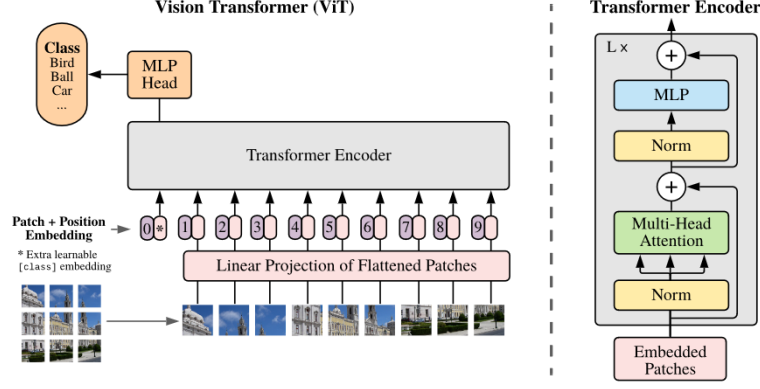 Vision Transformer (ViT)
Class
Bird
Ball
Car
...
MLP
Head
Transformer Encoder
Patch + Position
Embedding
0 * 1 2 3 4 5 6 7 8 9
* Extra learnable
[class] embedding
Linear Projection of Flattened Patches
Transformer Encoder
L ×
+
MLP
Norm
+
Multi-Head
Attention
Norm
Embedded
Patches